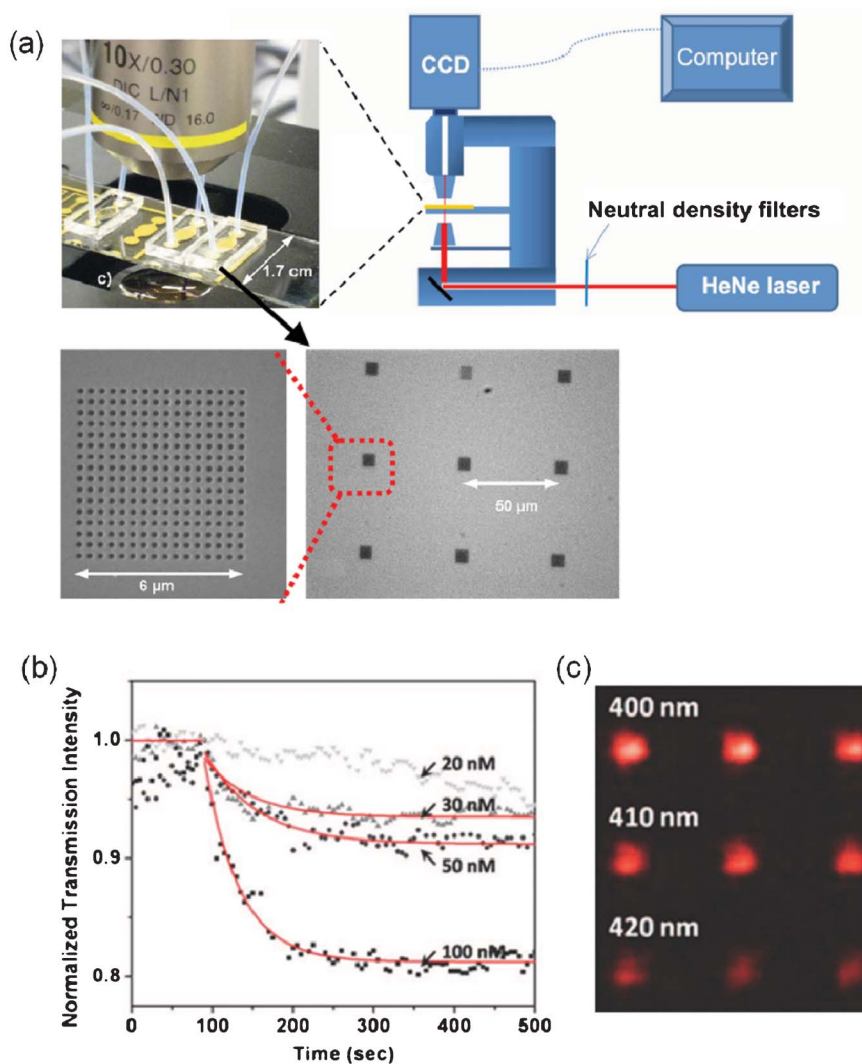 (a)
10X/0.30
DIC L/N1
∞/0.17 WD 16.0
c)
1.7 cm
CCD
Computer
Neutral density filters
HeNe laser
6 μm
50 μm
(b)
Normalized Transmission Intensity
1.0
0.9
0.8
20 nM
30 nM
50 nM
100 nM
0 100 200 300 400 500
Time (sec)
(c)
400 nm
410 nm
420 nm